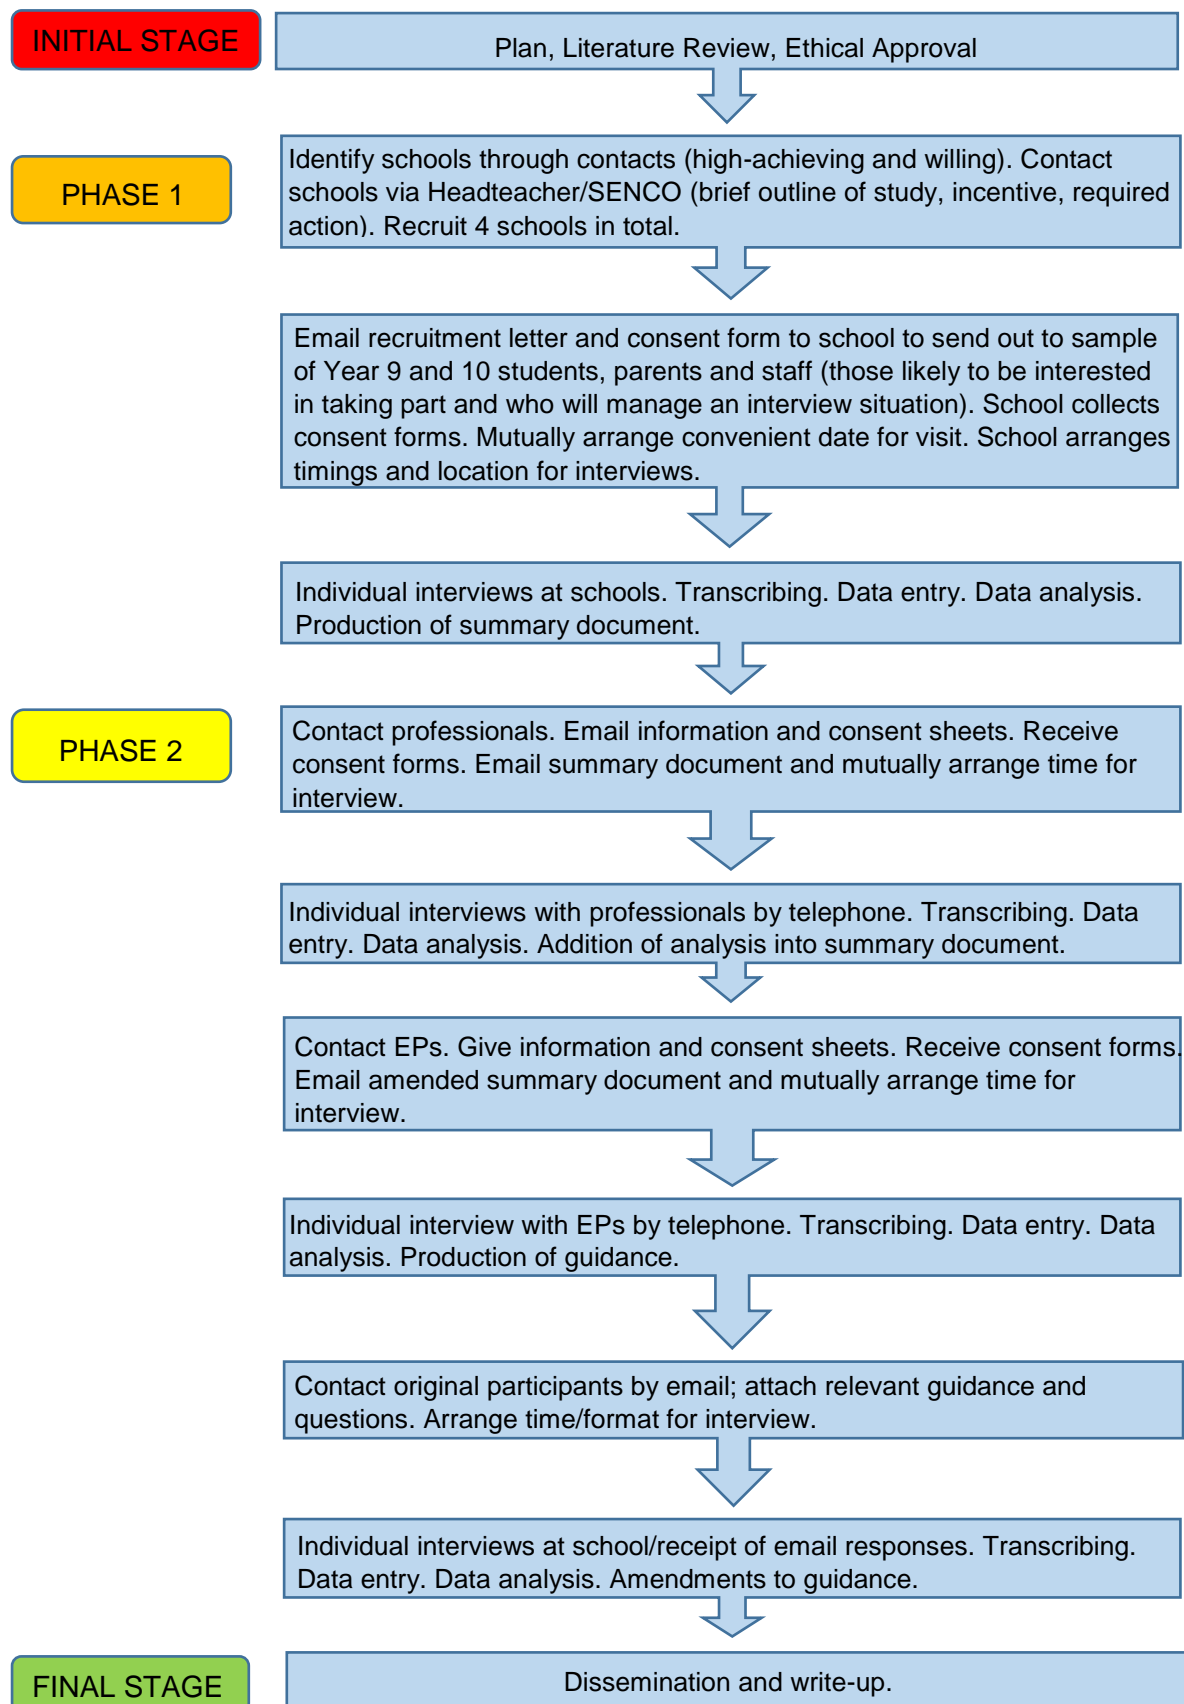 INITIAL STAGE
Plan, Literature Review, Ethical Approval
PHASE 1
Identify schools through contacts (high-achieving and willing). Contact
schools via Headteacher/SENCO (brief outline of study, incentive, required
action). Recruit 4 schools in total.
Email recruitment letter and consent form to school to send out to sample
of Year 9 and 10 students, parents and staff (those likely to be interested
in taking part and who will manage an interview situation). School collects
consent forms. Mutually arrange convenient date for visit. School arranges
timings and location for interviews.
Individual interviews at schools. Transcribing. Data entry. Data analysis.
Production of summary document.
PHASE 2
Contact professionals. Email information and consent sheets. Receive
consent forms. Email summary document and mutually arrange time for
interview.
Individual interviews with professionals by telephone. Transcribing. Data
entry. Data analysis. Addition of analysis into summary document.
Contact EPs. Give information and consent sheets. Receive consent forms.
Email amended summary document and mutually arrange time for
interview.
Individual interview with EPs by telephone. Transcribing. Data entry. Data
analysis. Production of guidance.
Contact original participants by email; attach relevant guidance and
questions. Arrange time/format for interview.
Individual interviews at school/receipt of email responses. Transcribing.
Data entry. Data analysis. Amendments to guidance.
FINAL STAGE
Dissemination and write-up.